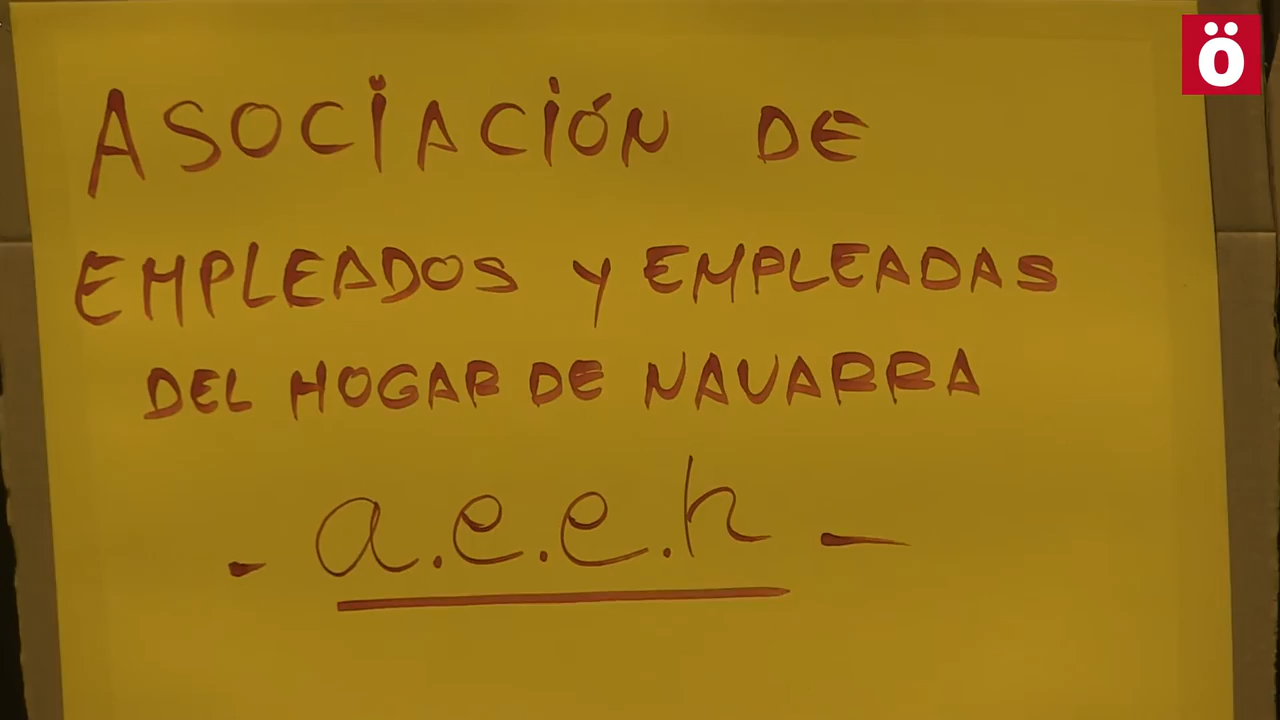 Ö
ASOCIACIÓN DE
EMPLEADOS Y EMPLEADAS
DEL HOGAR DE NAVARRA
- a.e.e.h -